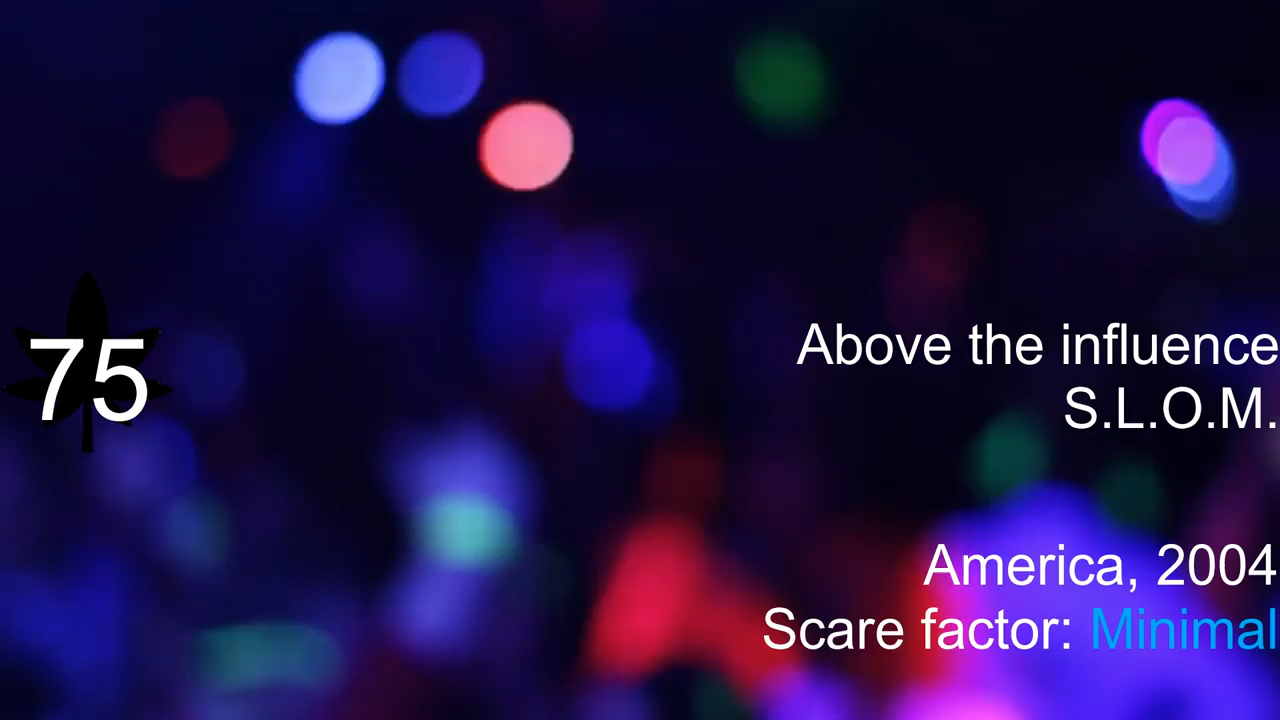 75
Above the influence
S.L.O.M.
America, 2004
Scare factor: Minimal